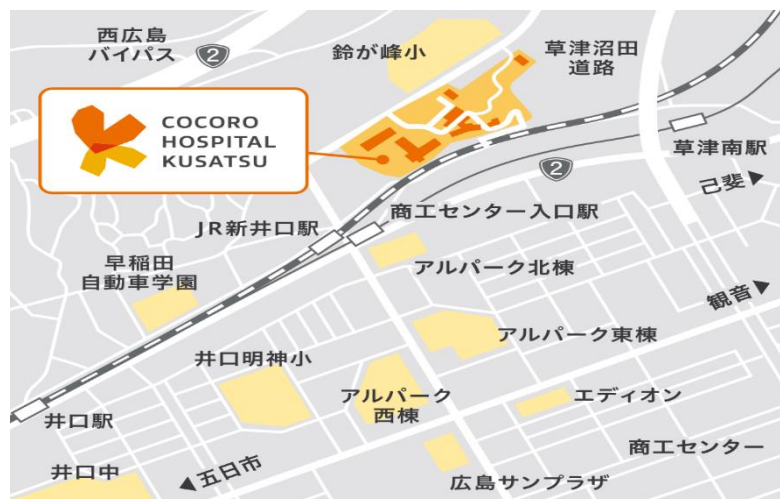 西広島
バイパス
2
鈴が峰小
草津沼田
道路
COCORO
HOSPITAL
KUSATSU
草津南駅
2
己斐▶
商工センター入口駅
JR新井口駅
早稲田
自動車学園
アルパーク北棟
観音▶
アルパーク東棟
井口明神小
アルパーク
西棟
エディオン
井口駅
商工センター
井口中
◀五日市
広島サンプラザ